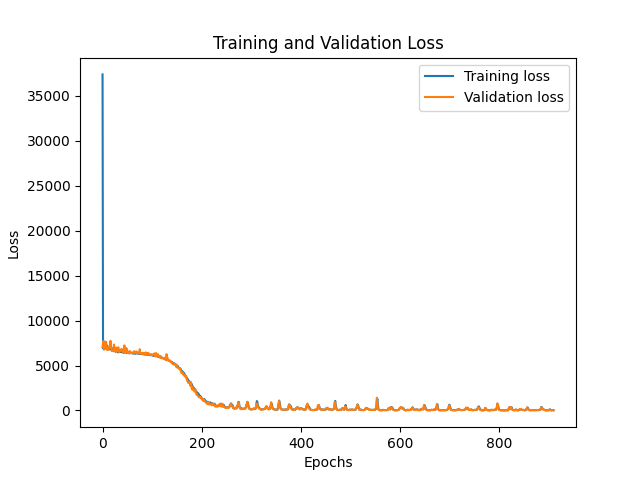 Training and Validation Loss
Training loss
Validation loss
35000
30000
25000
20000
15000
10000
5000
0
Loss
0 200 400 600 800
Epochs